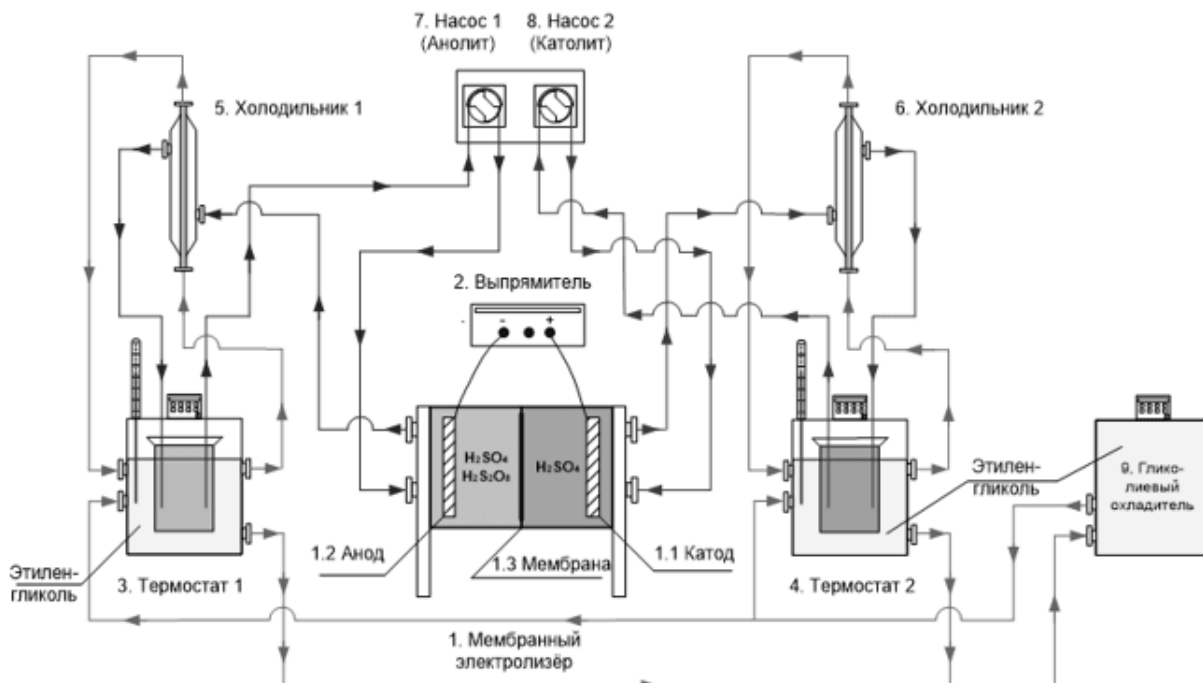 7. Насос 1
(Анолит)
8. Насос 2
(Католит)
5. Холодильник 1
6. Холодильник 2
2. Выпрямитель
- +
H₂SO₄
H₂S₂O₈
H₂SO₄
Этилен-
гликоль
9. Глико-
лиевый
охладитель
1.2 Анод
1.3 Мембрана
1.1 Катод
Этилен-
гликоль
3. Термостат 1
4. Термостат 2
1. Мембранный
электролизёр